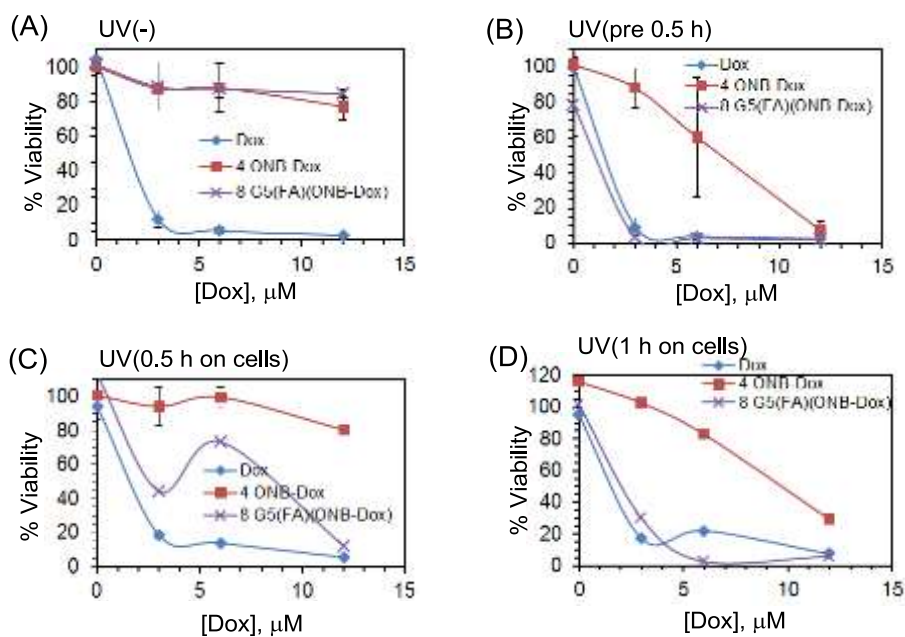 (A) UV(-)
100
80
60
40
20
0
% Viability
Dox
4 ONB-Dox
8 G5(FA)(ONB-Dox)
0 5 10 15
[Dox], μM
(B) UV(pre 0.5 h)
100
80
60
40
20
0
% Viability
Dox
4 ONB-Dox
8 G5(FA)(ONB-Dox)
0 5 10 15
[Dox], μM
(C) UV(0.5 h on cells)
100
80
60
40
20
0
% Viability
Dox
4 ONB-Dox
8 G5(FA)(ONB-Dox)
0 5 10 15
[Dox], μM
(D) UV(1 h on cells)
120
100
80
60
40
20
0
% Viability
Dox
4 ONB-Dox
8 G5(FA)(ONB-Dox)
0 5 10 15
[Dox], μM